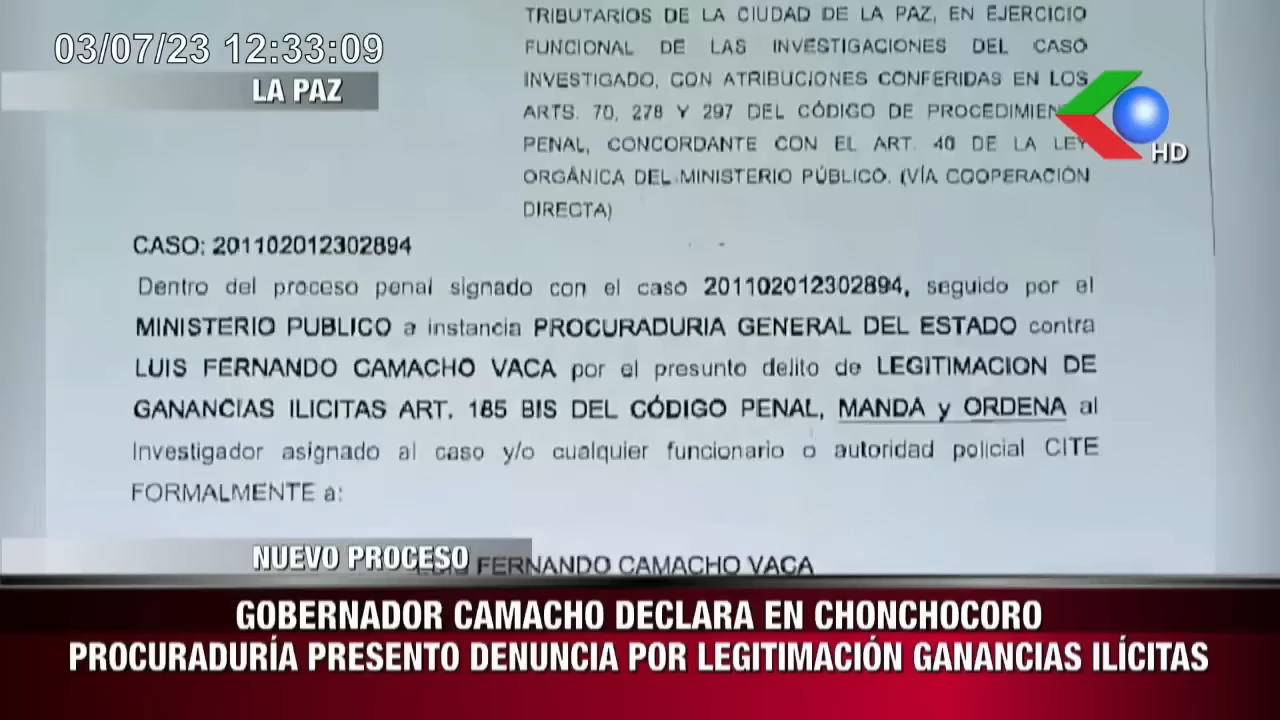 TRIBUTARIOS DE LA CIUDAD DE LA PAZ, EN EJERCICIO
03/07/23 12:33:09
FUNCIONAL DE LAS INVESTIGACIONES DEL CASO
INVESTIGADO, CON ATRIBUCIONES CONFERIDAS EN LOS
LA PAZ
ARTS. 70, 278 Y 297 DEL CÓDIGO DE PROCEDIMIEN
PENAL, CONCORDANTE CON EL ART. 40 DE LA LEY
HD
ORGÁNICA DEL MINISTERIO PÚBLICO. (VÍA COOPERACIÓN
DIRECTA)
CASO: 201102012302894
Dentro del proceso penal signado con el caso 201102012302894, seguido por el
MINISTERIO PUBLICO a instancia PROCURADURIA GENERAL DEL ESTADO contra
LUIS FERNANDO CAMACHO VACA por el presunto delito de LEGITIMACION DE
GANANCIAS ILICITAS ART. 185 BIS DEL CÓDIGO PENAL, MANDA y ORDENA al
Investigador asignado al caso y/o cualquier funcionario o autoridad policial CITE
FORMALMENTE a:
NUEVO PROCESO
FERNANDO CAMACHO VACA
GOBERNADOR CAMACHO DECLARA EN CHONCHOCORO
PROCURADURÍA PRESENTO DENUNCIA POR LEGITIMACIÓN GANANCIAS ILÍCITAS